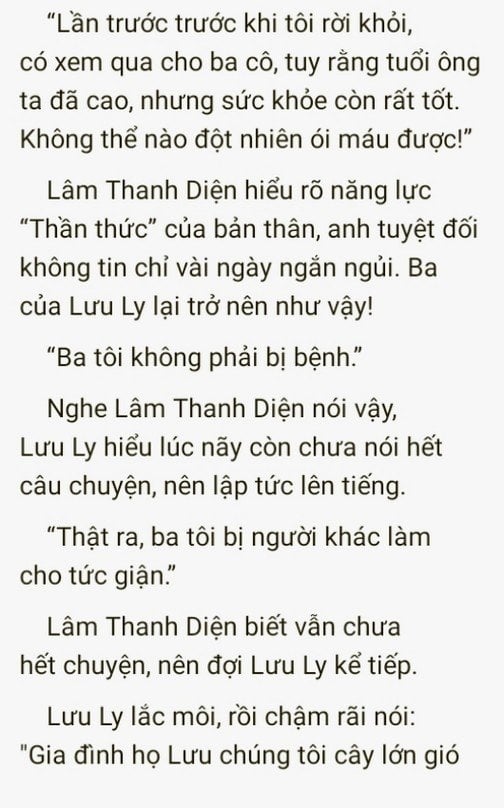 “Lần trước trước khi tôi rời khỏi,
có xem qua cho ba cô, tuy rằng tuổi ông
ta đã cao, nhưng sức khỏe còn rất tốt.
Không thể nào đột nhiên ói máu được!”
Lâm Thanh Diện hiểu rõ năng lực
“Thần thức” của bản thân, anh tuyệt đối
không tin chỉ vài ngày ngắn ngủi. Ba
của Lưu Ly lại trở nên như vậy!
“Ba tôi không phải bị bệnh.”
Nghe Lâm Thanh Diện nói vậy,
Lưu Ly hiểu lúc nãy còn chưa nói hết
câu chuyện, nên lập tức lên tiếng.
“Thật ra, ba tôi bị người khác làm
cho tức giận.”
Lâm Thanh Diện biết vẫn chưa
hết chuyện, nên đợi Lưu Ly kể tiếp.
Lưu Ly lắc môi, rồi chậm rãi nói:
"Gia đình họ Lưu chúng tôi cây lớn gió